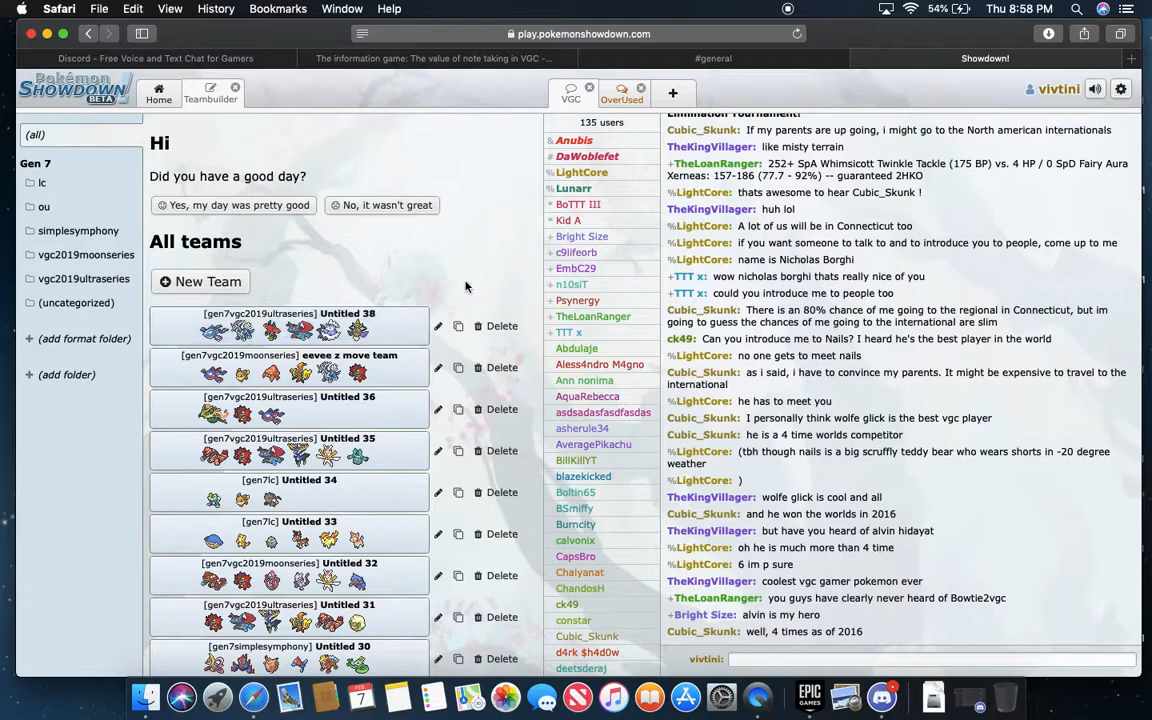 Safari File Edit View History Bookmarks Window Help 54% Thu 8:58 PM
play.pokemonshowdown.com
Discord - Free Voice and Text Chat for Gamers
The information game: The value of note taking in VGC -...
#general
Showdown!
Pokémon
SHOWDOWN!
BETA
Home
Teambuilder
VGC
OverUsed
vivtini
(all)
Gen 7
lc
ou
simplesymphony
vgc2019moonseries
vgc2019ultraseries
(uncategorized)
(add format folder)
(add folder)
Hi
Did you have a good day?
Yes, my day was pretty good
No, it wasn't great
All teams
New Team
[gen7vgc2019ultraseries] Untitled 38
Delete
[gen7vgc2019moonseries] eevee z move team
Delete
[gen7vgc2019ultraseries] Untitled 36
Delete
[gen7vgc2019ultraseries] Untitled 35
Delete
[gen7lc] Untitled 34
Delete
[gen7lc] Untitled 33
Delete
[gen7vgc2019moonseries] Untitled 32
Delete
[gen7vgc2019ultraseries] Untitled 31
Delete
[gen7simplesymphony] Untitled 30
Delete
135 users
& Anubis
# DaWoblefet
% LightCore
% Lunarr
* BoTTT III
* Kid A
+ Bright Size
+ c9lifeorb
+ EmbC29
+ n10siT
+ Psynergy
+ TheLoanRanger
+ TTT x
Abdulaje
Aless4ndro M4gno
Ann nonima
AquaRebecca
asdsadasfasdfasdas
asherule34
AveragePikachu
BillKillYT
blazekicked
Boltin65
BSmiffy
Burncity
calvonix
CapsBro
Chaiyanat
ChandosH
ck49
constar
Cubic_Skunk
d4rk $h4d0w
deetsderaj
Elimination Tournament!
Cubic_Skunk: If my parents are up going, i might go to the North american internationals
TheKingVillager: like misty terrain
+TheLoanRanger: 252+ SpA Whimsicott Twinkle Tackle (175 BP) vs. 4 HP / 0 SpD Fairy Aura
Xerneas: 157-186 (77.7 - 92%) -- guaranteed 2HKO
%LightCore: thats awesome to hear Cubic_Skunk !
TheKingVillager: huh lol
%LightCore: A lot of us will be in Connecticut too
%LightCore: if you want someone to talk to and to introduce you to people, come up to me
%LightCore: name is Nicholas Borghi
+TTT x: wow nicholas borghi thats really nice of you
+TTT x: could you introduce me to people too
Cubic_Skunk: There is an 80% chance of me going to the regional in Connecticut, but im
going to guess the chances of me going to the international are slim
ck49: Can you introduce me to Nails? I heard he's the best player in the world
%LightCore: no one gets to meet nails
Cubic_Skunk: as i said, i have to convince my parents. It might be expensive to travel to the
international
%LightCore: he has to meet you
Cubic_Skunk: I personally think wolfe glick is the best vgc player
Cubic_Skunk: he is a 4 time worlds competitor
%LightCore: (tbh though nails is a big scruffly teddy bear who wears shorts in -20 degree
weather
%LightCore: )
TheKingVillager: wolfe glick is cool and all
Cubic_Skunk: and he won the worlds in 2016
TheKingVillager: but have you heard of alvin hidayat
%LightCore: oh he is much more than 4 time
%LightCore: 6 im p sure
TheKingVillager: coolest vgc gamer pokemon ever
+TheLoanRanger: you guys have clearly never heard of Bowtie2vgc
+Bright Size: alvin is my hero
Cubic_Skunk: well, 4 times as of 2016
vivtini:
FEB
7
EPIC
GAMES